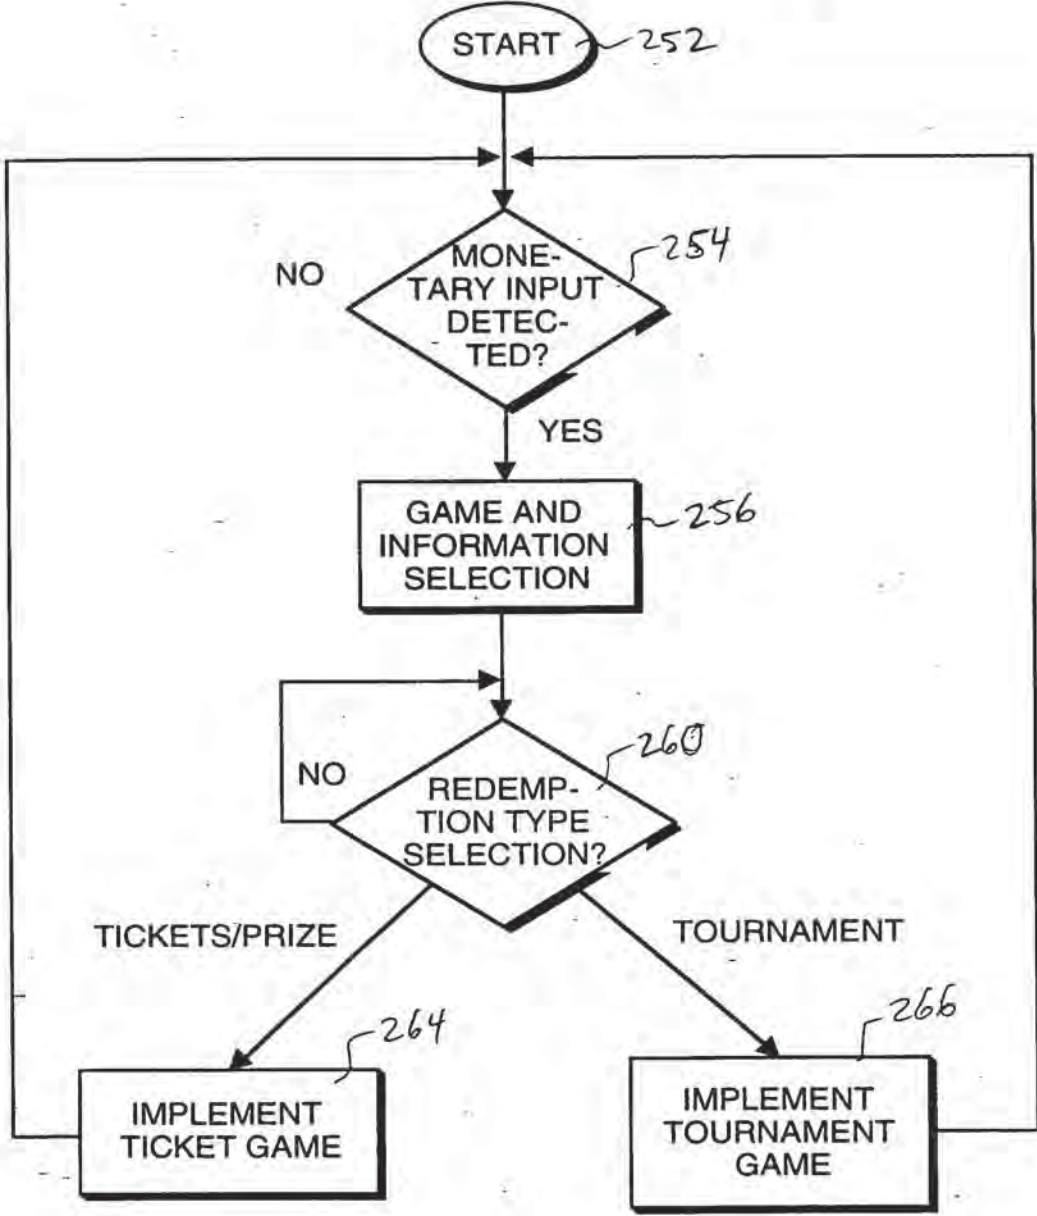 START
252
NO
MONE-
TARY INPUT
DETEC-
TED?
254
YES
GAME AND
INFORMATION
SELECTION
256
NO
REDEMP-
TION TYPE
SELECTION?
260
TICKETS/PRIZE
TOURNAMENT
264
266
IMPLEMENT
TICKET GAME
IMPLEMENT
TOURNAMENT
GAME